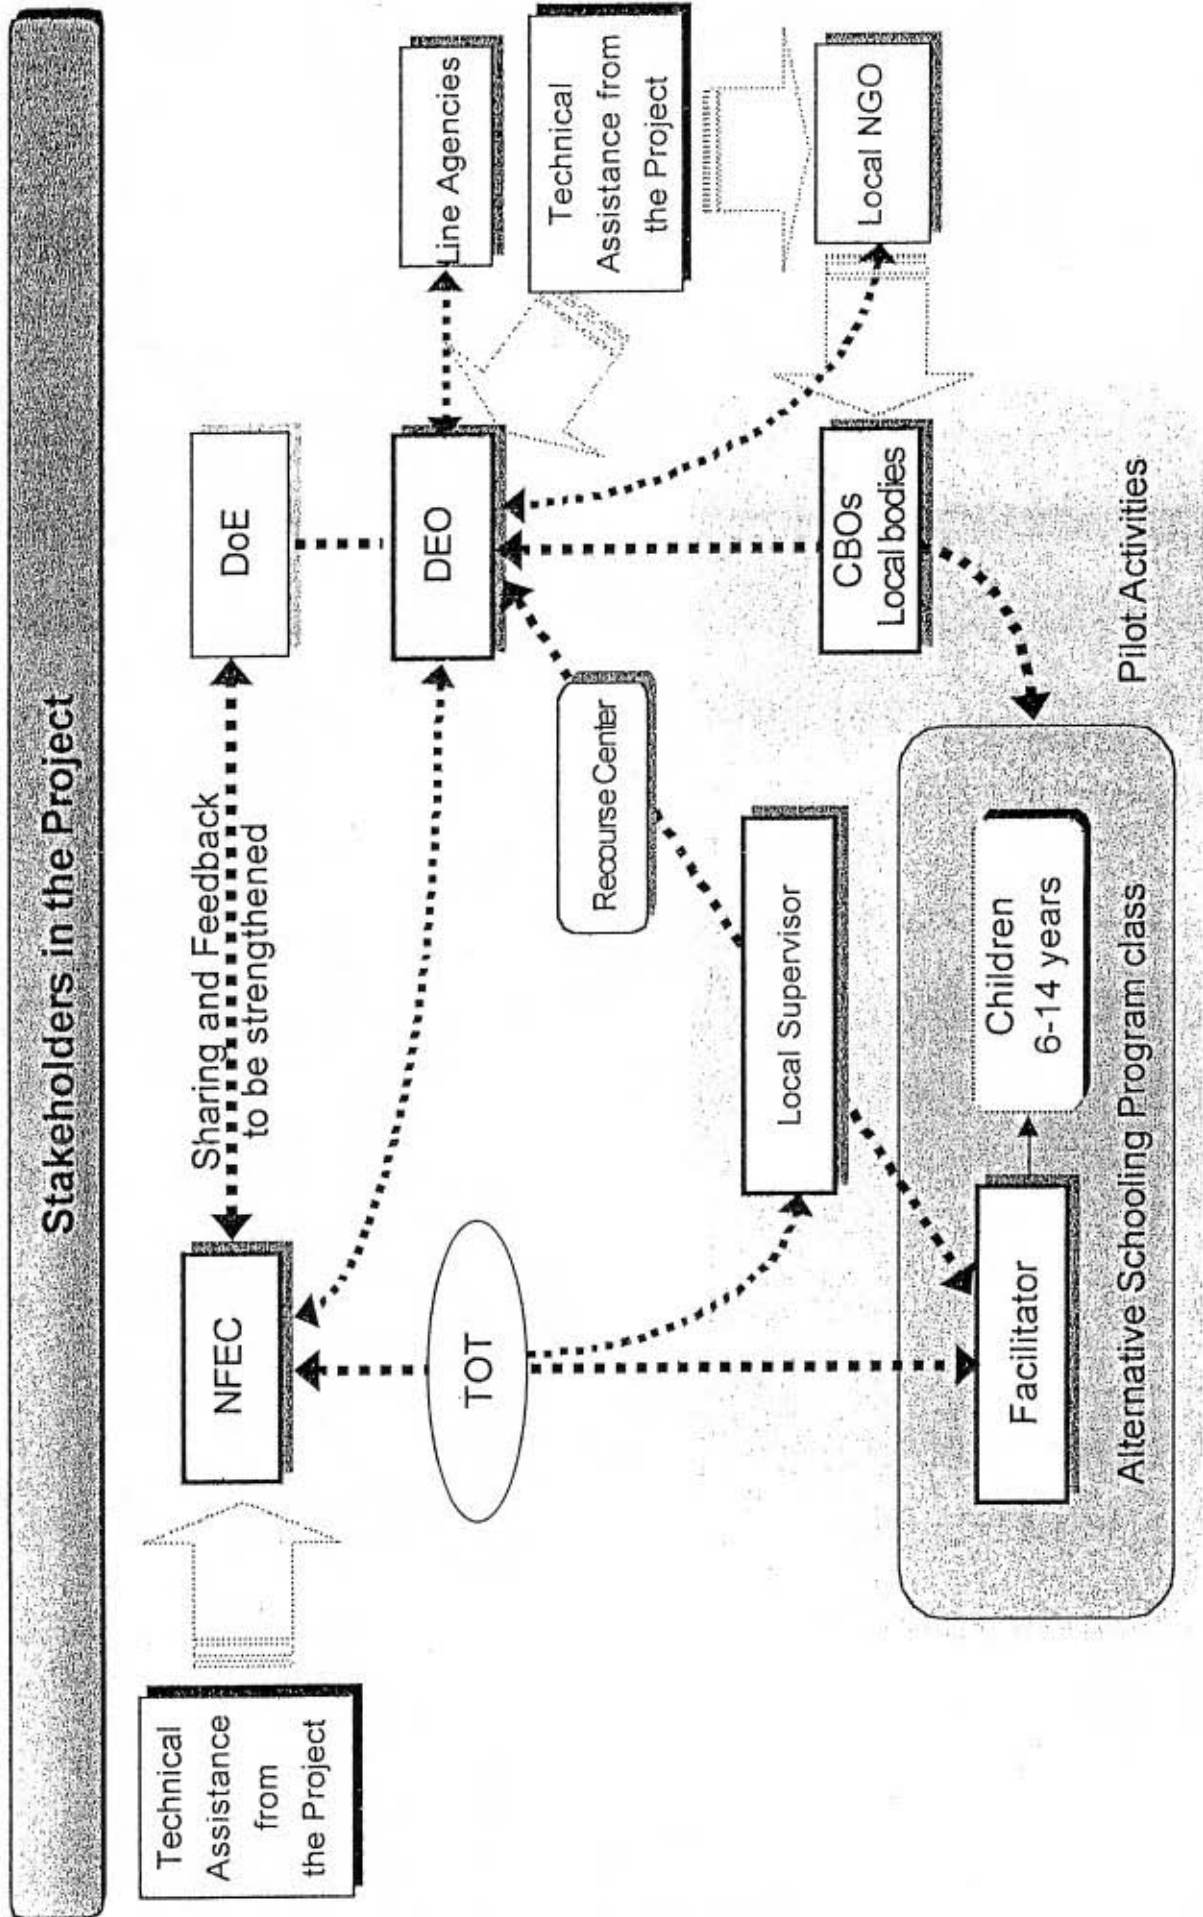 Stakeholders in the Project
Technical
Assistance
from
the Project
NFEC
Sharing and Feedback
to be strengthened
DoE
TOT
DEO
Line Agencies
Technical
Assistance from
the Project
Recourse Center
Local Supervisor
CBOs
Local bodies
Local NGO
Facilitator
Children
6-14 years
Alternative Schooling Program class
Pilot Activities